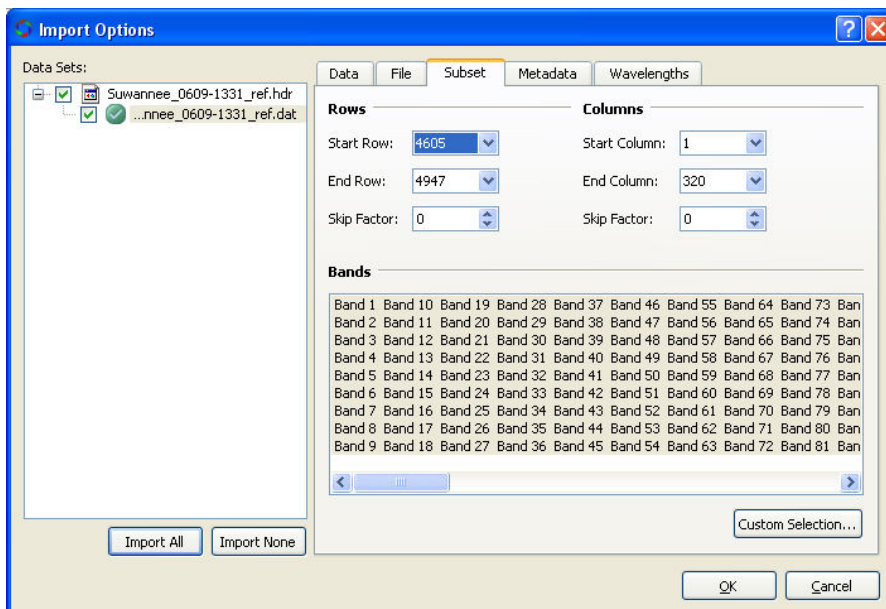 Import Options
Data Sets:
Suwannee_0609-1331_ref.hdr
...nnee_0609-1331_ref.dat
Import All Import None
Data File Subset Metadata Wavelengths
Rows Columns
Start Row: 4605 Start Column: 1
End Row: 4947 End Column: 320
Skip Factor: 0 Skip Factor: 0
Bands
Band 1 Band 10 Band 19 Band 28 Band 37 Band 46 Band 55 Band 64 Band 73 Ban
Band 2 Band 11 Band 20 Band 29 Band 38 Band 47 Band 56 Band 65 Band 74 Ban
Band 3 Band 12 Band 21 Band 30 Band 39 Band 48 Band 57 Band 66 Band 75 Ban
Band 4 Band 13 Band 22 Band 31 Band 40 Band 49 Band 58 Band 67 Band 76 Ban
Band 5 Band 14 Band 23 Band 32 Band 41 Band 50 Band 59 Band 68 Band 77 Ban
Band 6 Band 15 Band 24 Band 33 Band 42 Band 51 Band 60 Band 69 Band 78 Ban
Band 7 Band 16 Band 25 Band 34 Band 43 Band 52 Band 61 Band 70 Band 79 Ban
Band 8 Band 17 Band 26 Band 35 Band 44 Band 53 Band 62 Band 71 Band 80 Ban
Band 9 Band 18 Band 27 Band 36 Band 45 Band 54 Band 63 Band 72 Band 81 Ban
Custom Selection...
OK Cancel